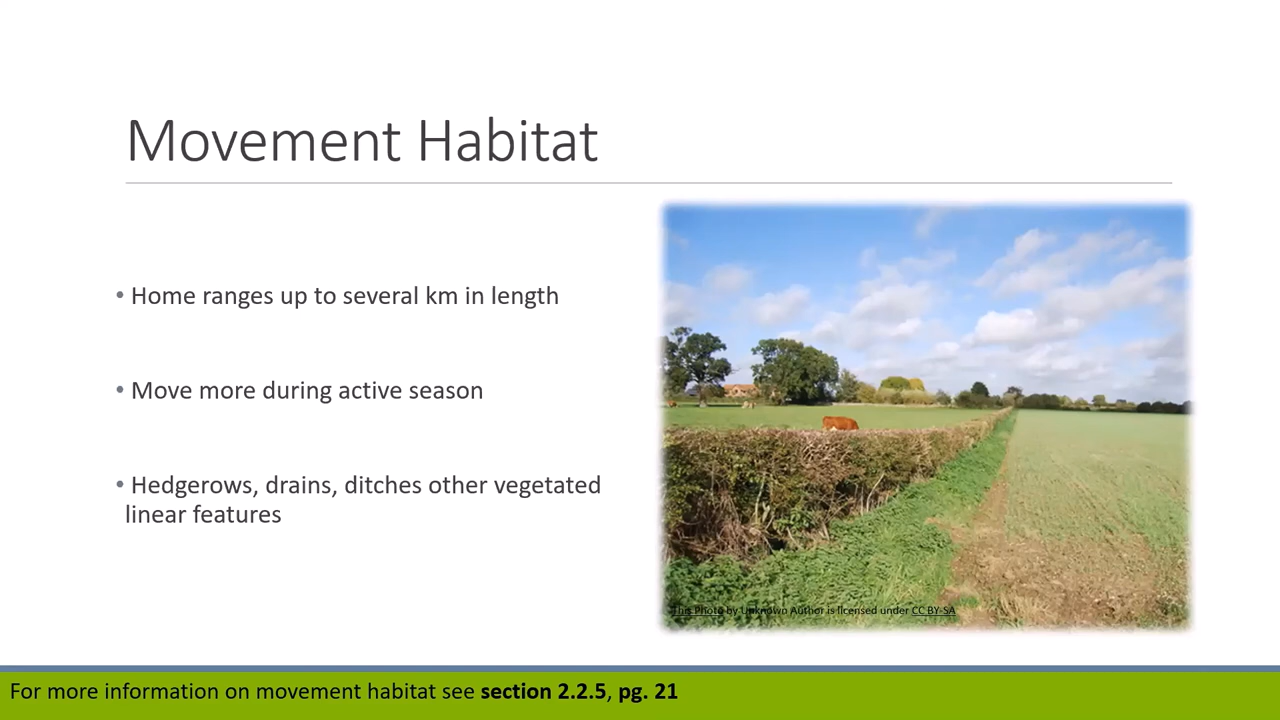 Movement Habitat
• Home ranges up to several km in length
• Move more during active season
• Hedgerows, drains, ditches other vegetated
linear features
This Photo by Unknown Author is licensed under CC BY-SA
For more information on movement habitat see section 2.2.5, pg. 21